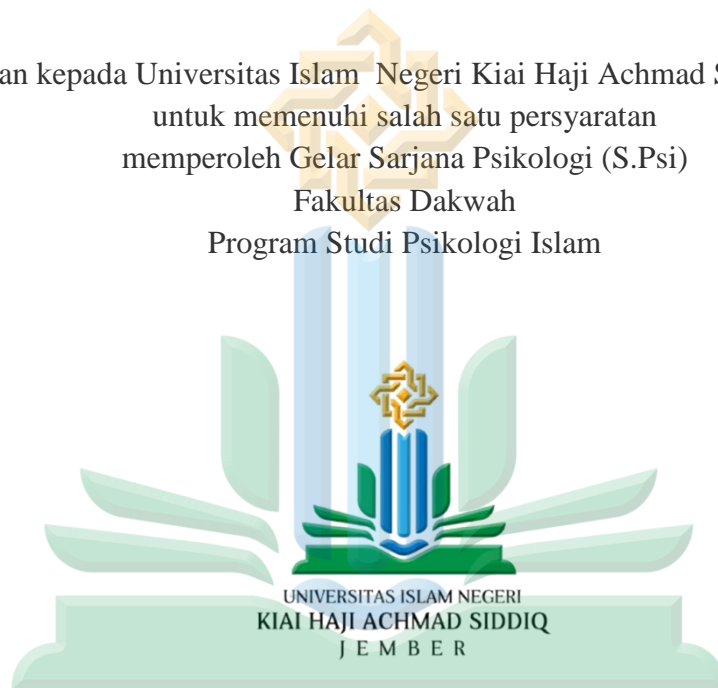 kepada Universitas Islam Negeri Kiai Haji Achmad
untuk memenuhi salah satu persyaratan
memperoleh Gelar Sarjana Psikologi (S.Psi)
Fakultas Dakwah
Program Studi Psikologi Islam
UNIVERSITAS ISLAM NEGERI
KIAI HAJI ACHMAD SIDDIQ
JEMBER